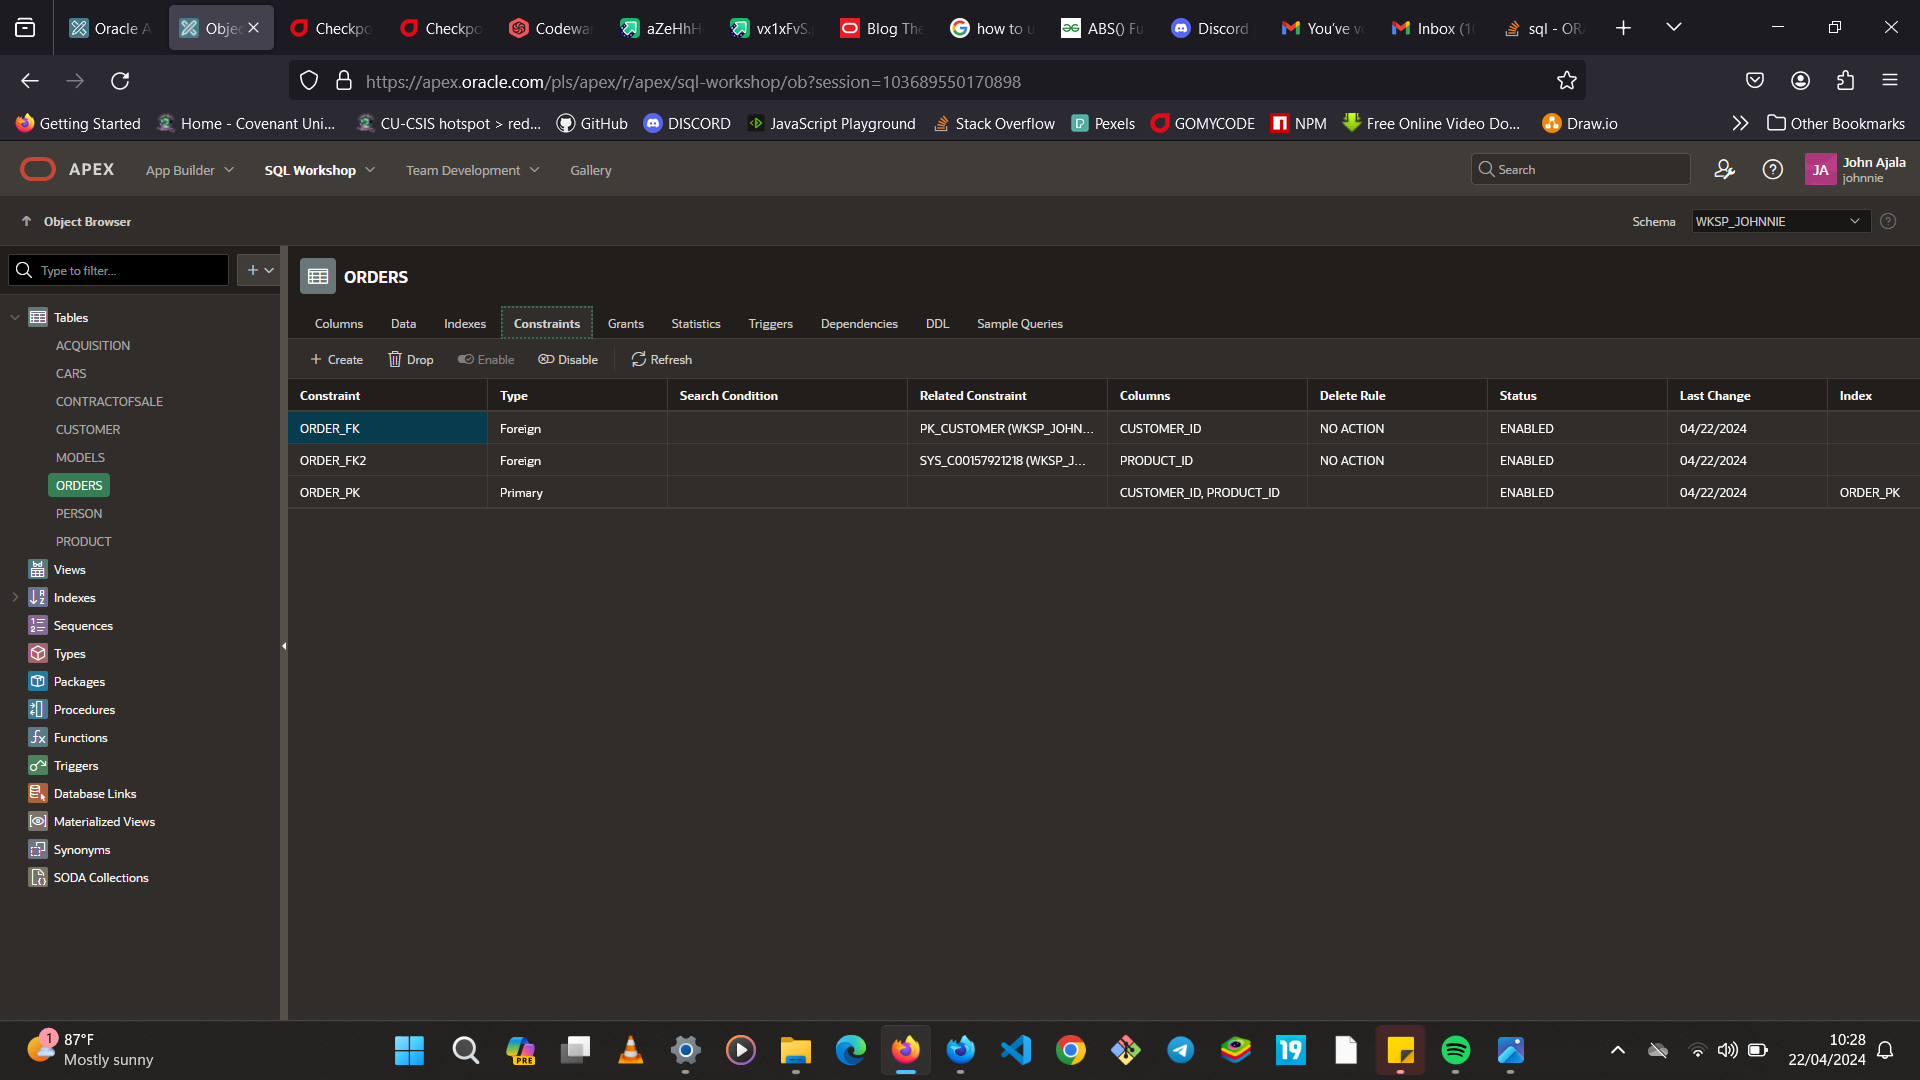 Oracle A
Objec
Checkpo
Checkpo
Codewar
aZeHhH
vx1xFvS.
Blog The
how to u
ABS() Fu
Discord
You've v
Inbox (10
sql - OR
https://apex.oracle.com/pls/apex/r/apex/sql-workshop/ob?session=103689550170898
Getting Started
Home - Covenant Uni...
CU-CSIS hotspot > red...
GitHub
DISCORD
JavaScript Playground
Stack Overflow
Pexels
GOMYCODE
NPM
Free Online Video Do...
Draw.io
Other Bookmarks
APEX
App Builder
SQL Workshop
Team Development
Gallery
Search
JA
John Ajala
johnnie
Object Browser
Schema
WKSP_JOHNNIE
Type to filter...
Tables
ACQUISITION
CARS
CONTRACTOFSALE
CUSTOMER
MODELS
ORDERS
PERSON
PRODUCT
Views
Indexes
Sequences
Types
Packages
Procedures
Functions
Triggers
Database Links
Materialized Views
Synonyms
SODA Collections
ORDERS
Columns Data Indexes Constraints Grants Statistics Triggers Dependencies DDL Sample Queries
Create Drop Enable Disable Refresh
Constraint Type Search Condition Related Constraint Columns Delete Rule Status Last Change Index
ORDER_FK Foreign PK_CUSTOMER (WKSP_JOHN... CUSTOMER_ID NO ACTION ENABLED 04/22/2024
ORDER_FK2 Foreign SYS_C00157921218 (WKSP_J... PRODUCT_ID NO ACTION ENABLED 04/22/2024
ORDER_PK Primary CUSTOMER_ID, PRODUCT_ID ENABLED 04/22/2024 ORDER_PK
1
87°F
Mostly sunny
PRE
19
10:28
22/04/2024